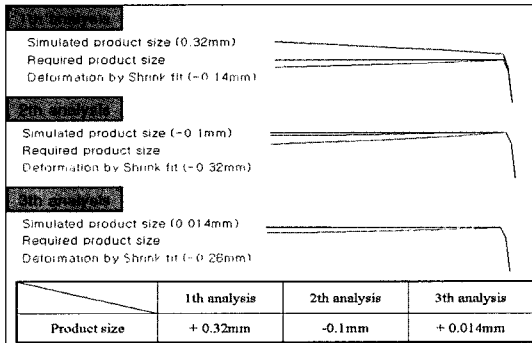 1th analysis
Simulated product size (0.32mm)
Required product size
Deformation by Shrink fit (-0.14mm)
2th analysis
Simulated product size (-0.1mm)
Required product size
Deformation by Shrink fit (-0.32mm)
3th analysis
Simulated product size (0.014mm)
Required product size
Deformation by Shrink fit (-0.26mm)
1th analysis 2th analysis 3th analysis
Product size + 0.32mm -0.1mm + 0.014mm